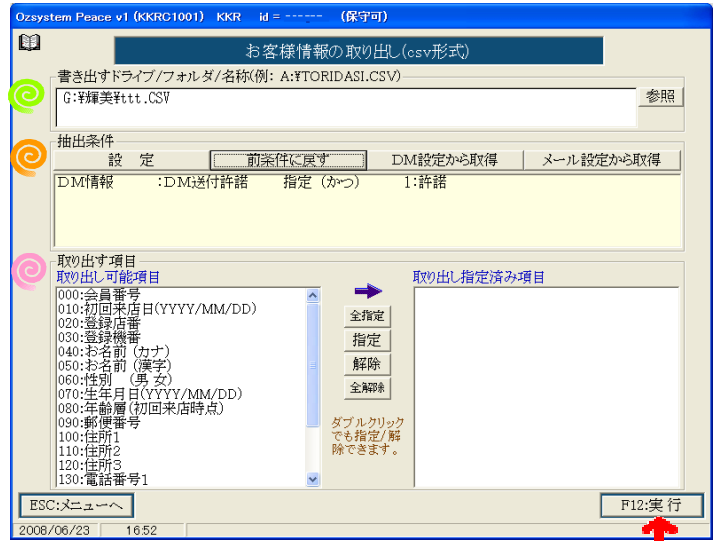 Ozsystem Peace v1 (KKRC1001) KKR id = ------ (保守可)
お客様情報の取り出し(csv形式)
書き出すドライブ/フォルダ/名称(例: A:¥TORIDASI.CSV)
G:¥輝美¥ttt.CSV
参照
抽出条件
設 定 前条件に戻す DM設定から取得 メール設定から取得
DM情報 :DM送付許諾 指定(かつ) 1:許諾
取り出す項目
取り出し可能項目
取り出し指定済み項目
000:会員番号
010:初回来店日(YYYY/MM/DD)
020:登録店番
030:登録機番
040:お名前(カナ)
050:お名前(漢字)
060:性別 (男 女)
070:生年月日(YYYY/MM/DD)
080:年齢層(初回来店時点)
090:郵便番号
100:住所1
110:住所2
120:住所3
130:電話番号1
全指定
指定
解除
全解除
ダブルクリック
でも指定/解
除できます。
ESC:メニューへ
F12:実 行
2008/06/23 16:52